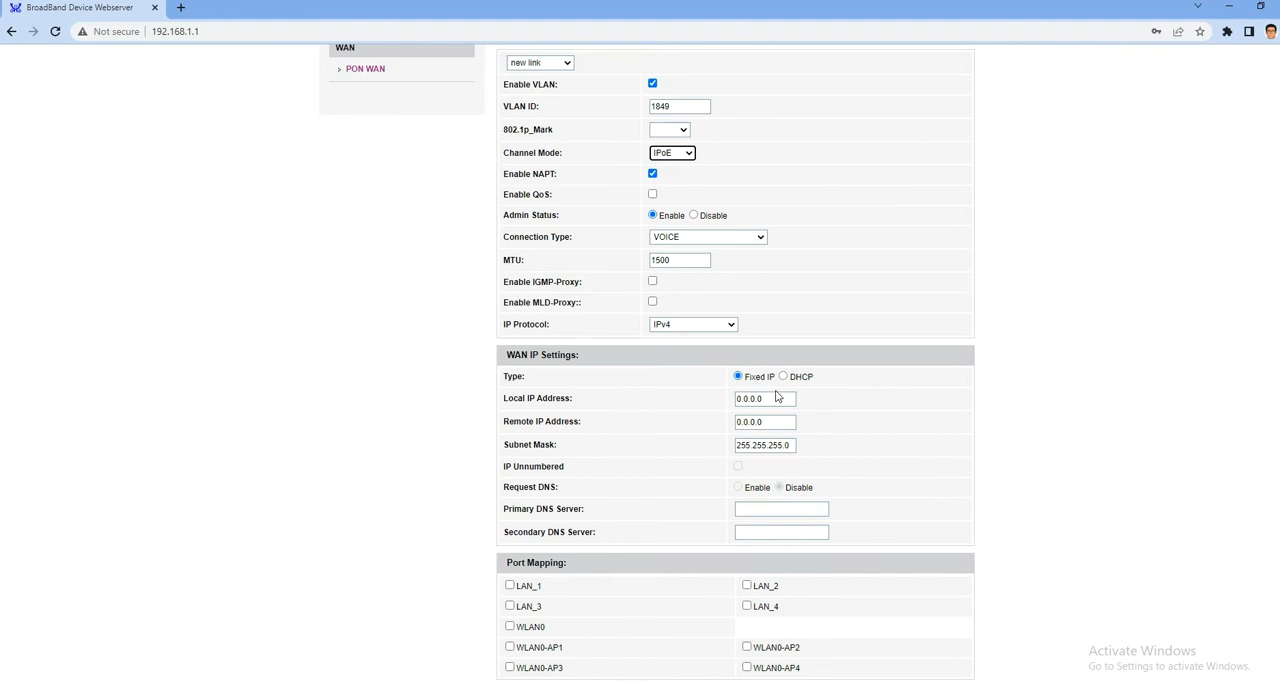 BroadBand Device Webserver
Not secure 192.168.1.1
WAN
PON WAN
new link
Enable VLAN:
VLAN ID: 1849
802.1p_Mark
Channel Mode: IPoE
Enable NAPT:
Enable QoS:
Admin Status: Enable Disable
Connection Type: VOICE
MTU: 1500
Enable IGMP-Proxy:
Enable MLD-Proxy::
IP Protocol: IPv4
WAN IP Settings:
Type: Fixed IP DHCP
Local IP Address: 0.0.0.0
Remote IP Address: 0.0.0.0
Subnet Mask: 255.255.255.0
IP Unnumbered
Request DNS: Enable Disable
Primary DNS Server:
Secondary DNS Server:
Port Mapping:
LAN_1 LAN_2
LAN_3 LAN_4
WLAN0
WLAN0-AP1 WLAN0-AP2
WLAN0-AP3 WLAN0-AP4
Activate Windows
Go to Settings to activate Windows.